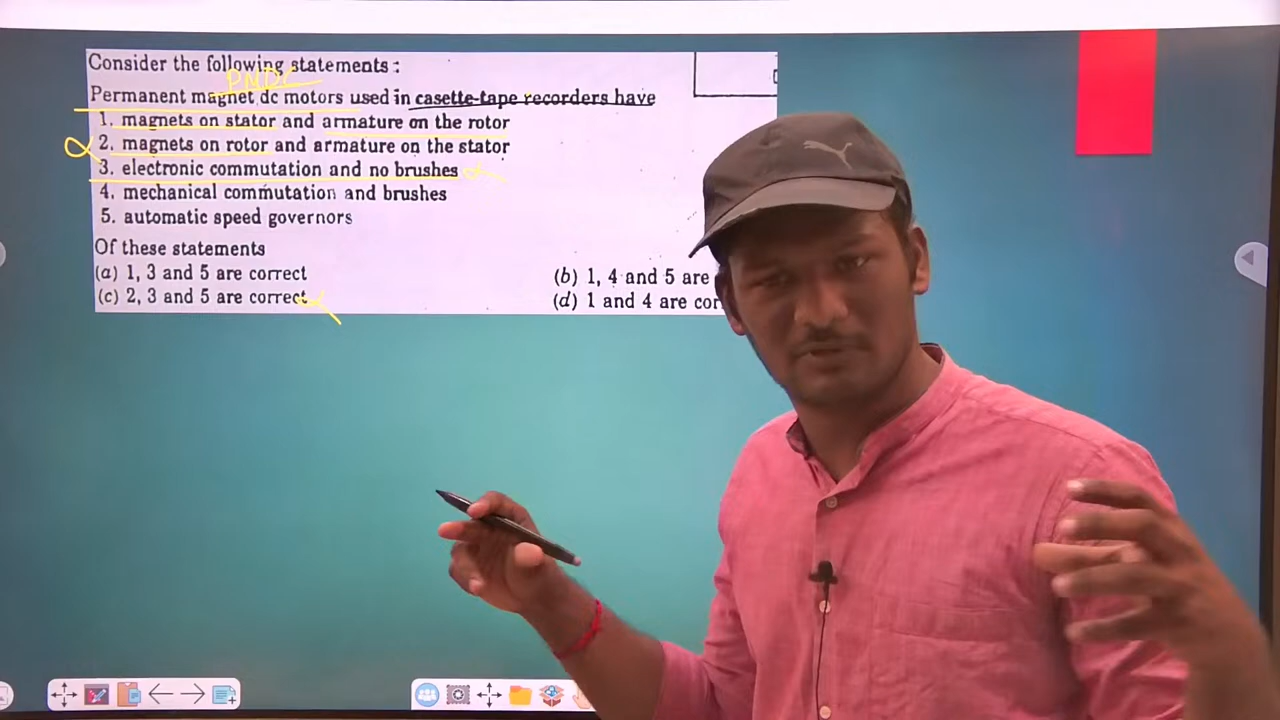 Consider the following statements :
PMDC
Permanent magnet dc motors used in casette-tape recorders have
1. magnets on stator and armature on the rotor
2. magnets on rotor and armature on the stator
3. electronic commutation and no brushes
4. mechanical commutation and brushes
5. automatic speed governors
Of these statements
(a) 1, 3 and 5 are correct
(b) 1, 4 and 5 are
(c) 2, 3 and 5 are correct
(d) 1 and 4 are cor